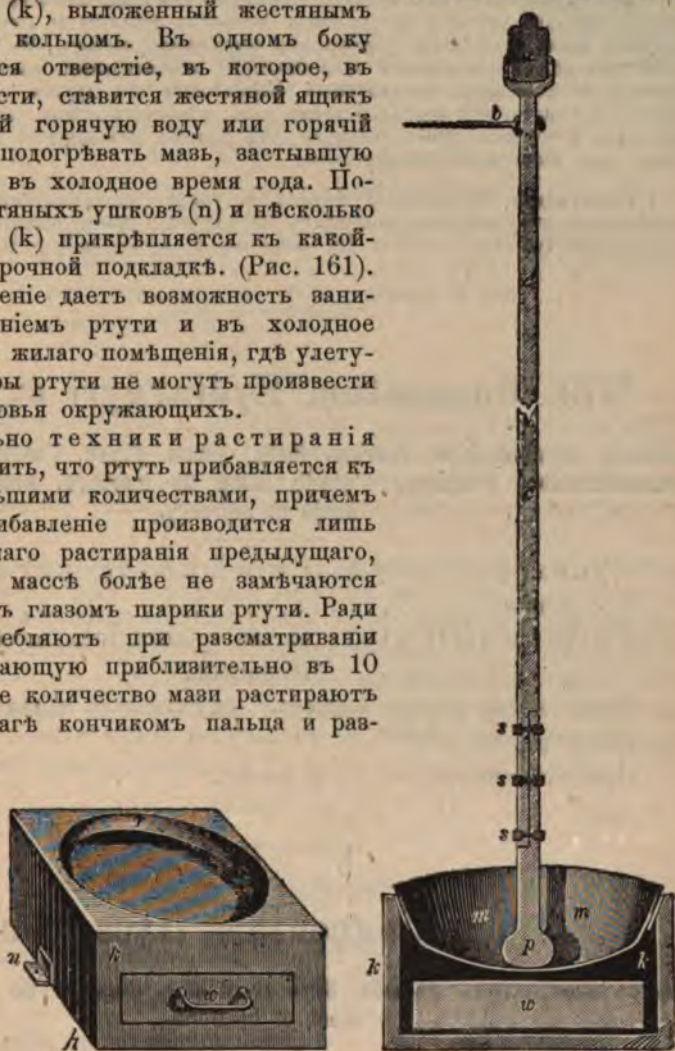 (k), выложенный жестянымъ
кольцомъ. Въ одномъ боку
ся отверстіе, въ которое, въ
сти, ставится жестяной ящикъ
й горячую воду или горячій
подогрѣвать мазь, застывшую
въ холодное время года. По-
тяныхъ ушковъ (n) и нѣсколько
(k) прикрѣпляется къ какой-
рочной подкладкѣ. (Рис. 161).
еніе даетъ возможность зани-
ніемъ ртути и въ холодное
жилаго помѣщенія, гдѣ улету-
ры ртути не могутъ произвести
овья окружающихъ.
ьно техники растиранія
ить, что ртуть прибавляется къ
ьшими количествами, причемъ
ибавленіе производится лишь
наго растиранія предыдущаго,
массѣ болѣе не замѣчаются
ъ глазомъ шарики ртути. Ради
ебляютъ при разсматриваніи
ающую приблизительно въ 10
е количество мази растираютъ
агѣ кончикомъ пальца и раз-
b
s
s
s
m m
p
k k
w
r
n
k
w
h